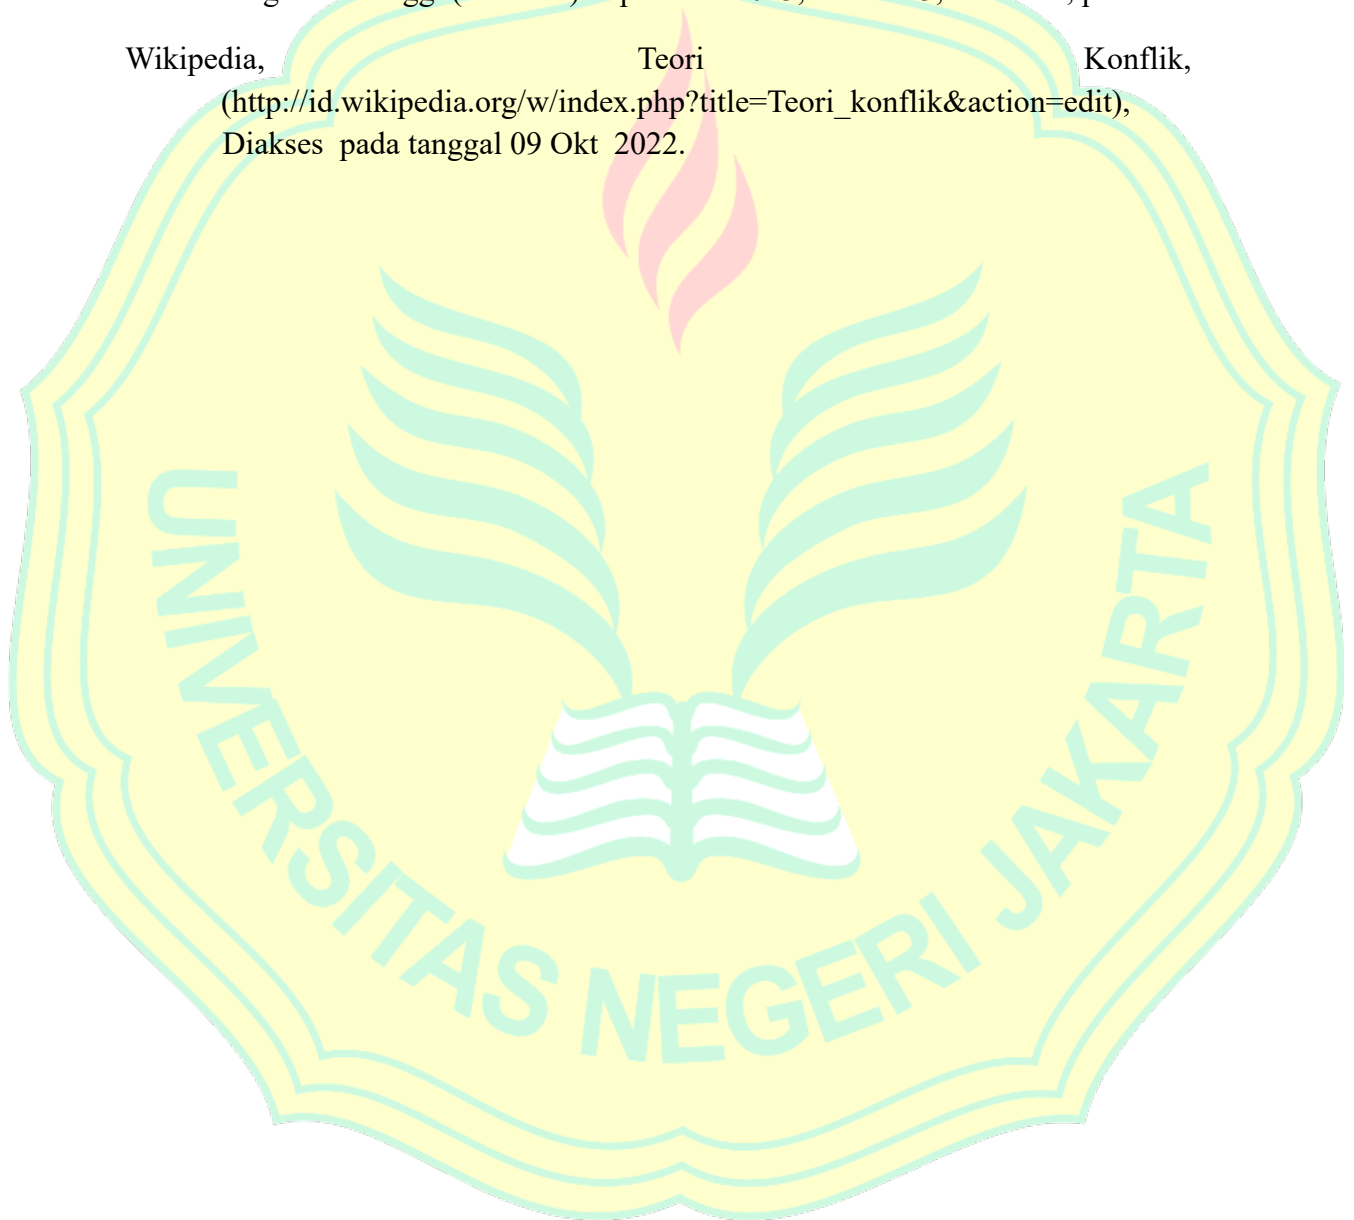 Wikipedia, Teori Konflik,
(http://id.wikipedia.org/w/index.php?title=Teori_konflik&action=edit),
Diakses  pada tanggal 09 Okt  2022.
UNIVERSITAS NEGERI JAKARTA